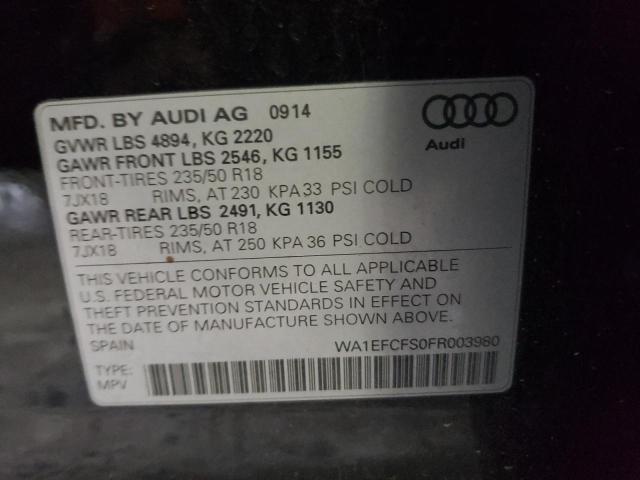 MFD. BY AUDI AG 0914
GVWR LBS 4894, KG 2220
GAWR FRONT LBS 2546, KG 1155
FRONT-TIRES 235/50 R18
7JX18 RIMS, AT 230 KPA 33 PSI COLD
GAWR REAR LBS 2491, KG 1130
REAR-TIRES 235/50 R18
7JX18 RIMS, AT 250 KPA 36 PSI COLD
Audi
THIS VEHICLE CONFORMS TO ALL APPLICABLE
U.S. FEDERAL MOTOR VEHICLE SAFETY AND
THEFT PREVENTION STANDARDS IN EFFECT ON
THE DATE OF MANUFACTURE SHOWN ABOVE.
SPAIN WA1EFCFS0FR003980
TYPE:
MPV